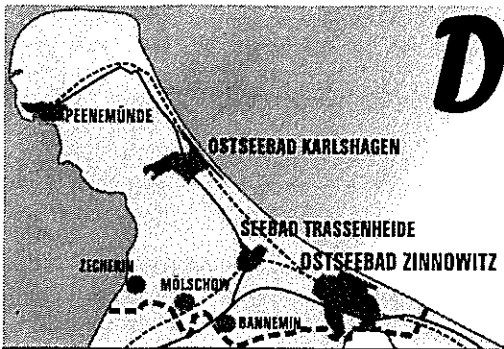 D
PEENEMÜNDE
OSTSEEBAD KARLSHAGEN
SEEBAD TRASSENHEIDE
OSTSEEBAD ZINNOWITZ
ZECHERIN
MÖLSCHOW
BANNEMIN